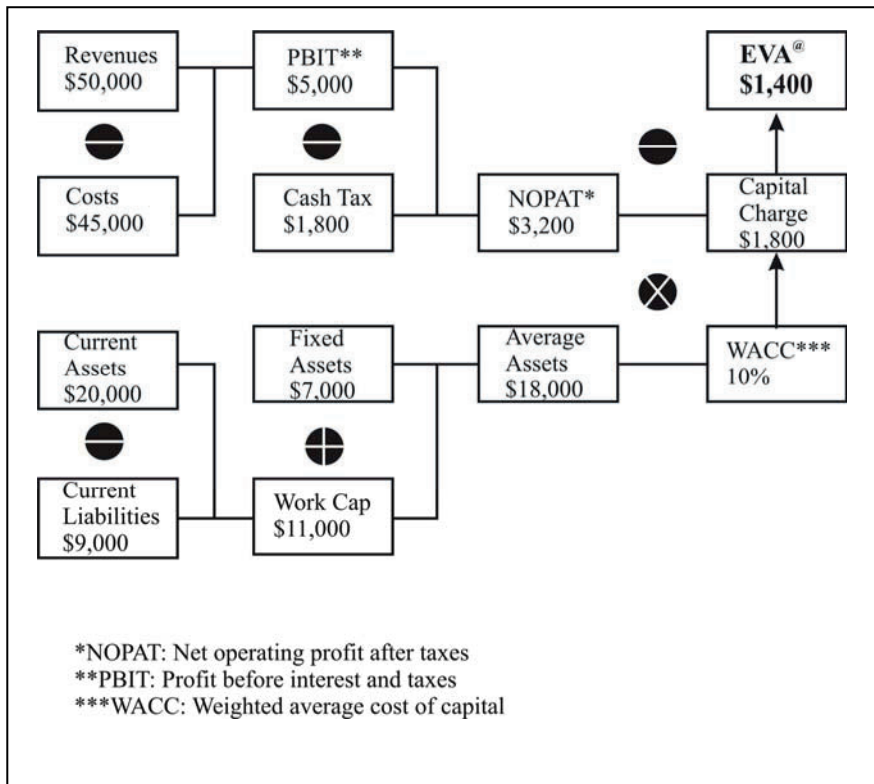 Revenues
$50,000
PBIT**
$5,000
EVA@
$1,400
Costs
$45,000
Cash Tax
$1,800
NOPAT*
$3,200
Capital
Charge
$1,800
Current
Assets
$20,000
Fixed
Assets
$7,000
Average
Assets
$18,000
WACC***
10%
Current
Liabilities
$9,000
Work Cap
$11,000
*NOPAT: Net operating profit after taxes
**PBIT: Profit before interest and taxes
***WACC: Weighted average cost of capital